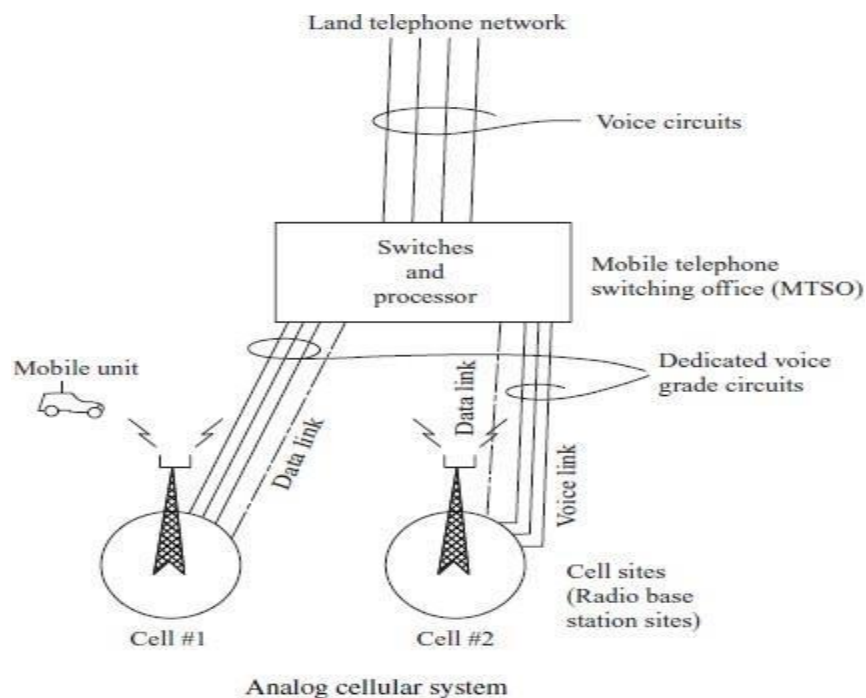 Land telephone network
Voice circuits
Switches
and
processor
Mobile telephone
switching office (MTSO)
Mobile unit
Dedicated voice
grade circuits
Data link
Data link
Voice link
Cell sites
(Radio base
station sites)
Cell #1
Cell #2
Analog cellular system